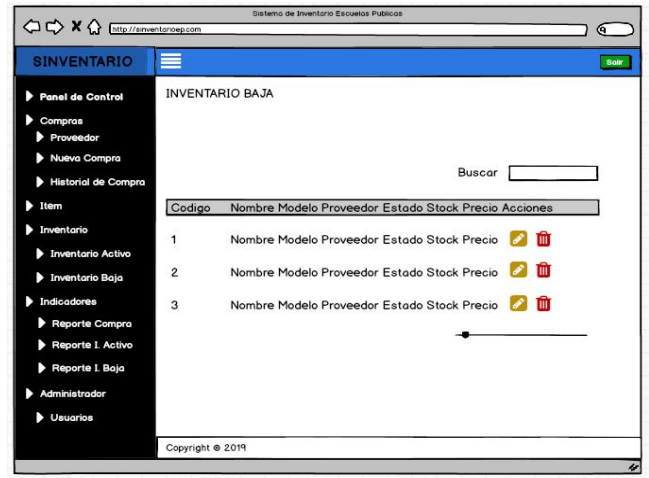 Sistema de Inventario Escuelas Publicas
http://sinventarioep.com
SINVENTARIO
Salir
Panel de Control
Compras
Proveedor
Nueva Compra
Historial de Compra
Item
Inventario
Inventario Activo
Inventario Baja
Indicadores
Reporte Compra
Reporte I. Activo
Reporte I. Baja
Administrador
Usuarios
INVENTARIO BAJA
Buscar
Codigo Nombre Modelo Proveedor Estado Stock Precio Acciones
1 Nombre Modelo Proveedor Estado Stock Precio
2 Nombre Modelo Proveedor Estado Stock Precio
3 Nombre Modelo Proveedor Estado Stock Precio
Copyright © 2019